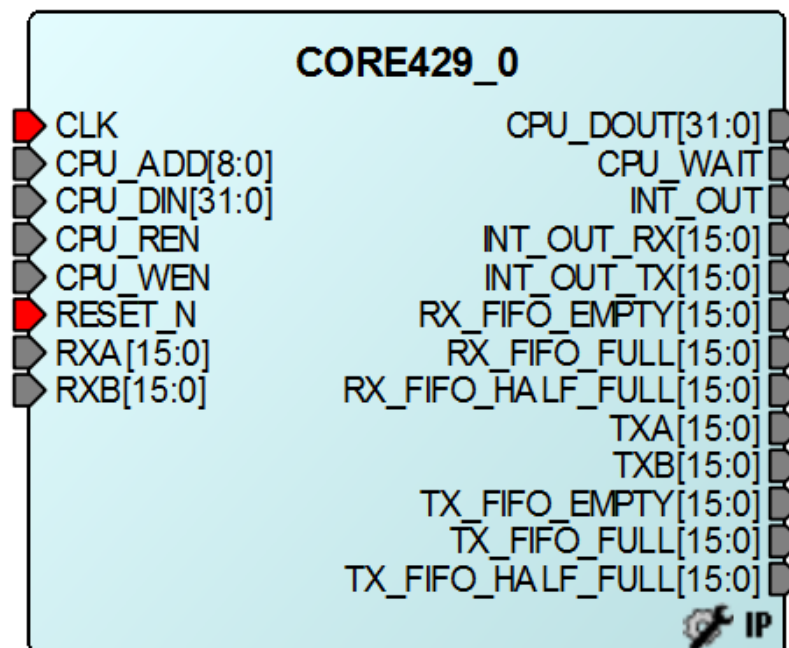 CORE429_0
CLK CPU_DOUT[31:0]
CPU_ADD[8:0] CPU_WAIT
CPU_DIN[31:0] INT_OUT
CPU_REN INT_OUT_RX[15:0]
CPU_WEN INT_OUT_TX[15:0]
RESET_N RX_FIFO_EMPTY[15:0]
RXA[15:0] RX_FIFO_FULL[15:0]
RXB[15:0] RX_FIFO_HALF_FULL[15:0]
TXA[15:0]
TXB[15:0]
TX_FIFO_EMPTY[15:0]
TX_FIFO_FULL[15:0]
TX_FIFO_HALF_FULL[15:0]
IP